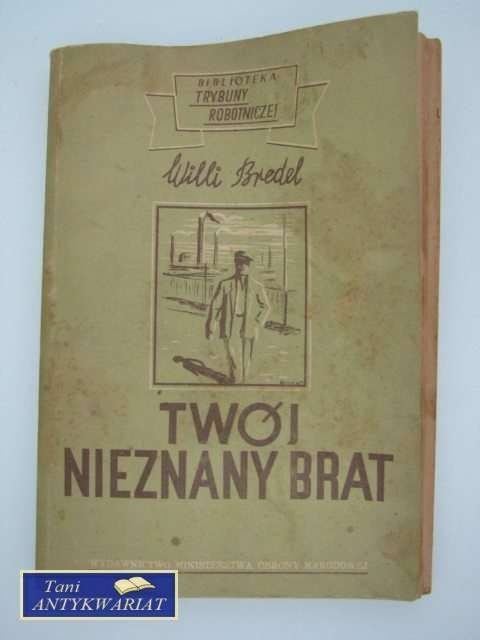 BIBLIOTEKA
TRYBUNY
ROBOTNICZEJ
Willi Bredel
TWÓJ
NIEZNANY BRAT
WYDAWNICTWO MINISTERSTWA OBRONY NARODOWEJ
Tani
ANTYKWARIAT